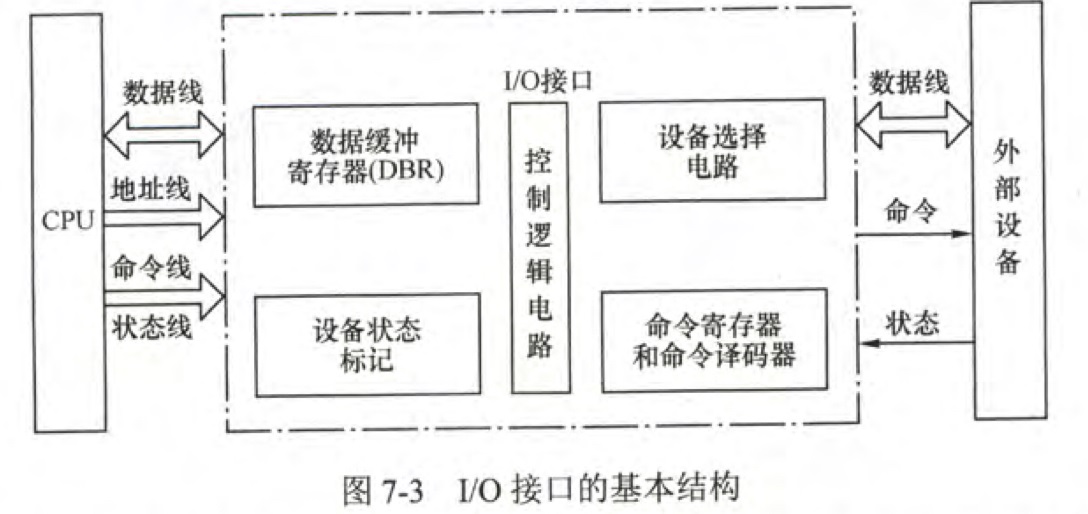 I/O接口
CPU
数据线
地址线
命令线
状态线
数据缓冲
寄存器(DBR)
设备状态
标记
控制逻辑电路
设备选择
电路
命令寄存器
和命令译码器
数据线
命令
状态
外部设备
图 7-3 I/O 接口的基本结构